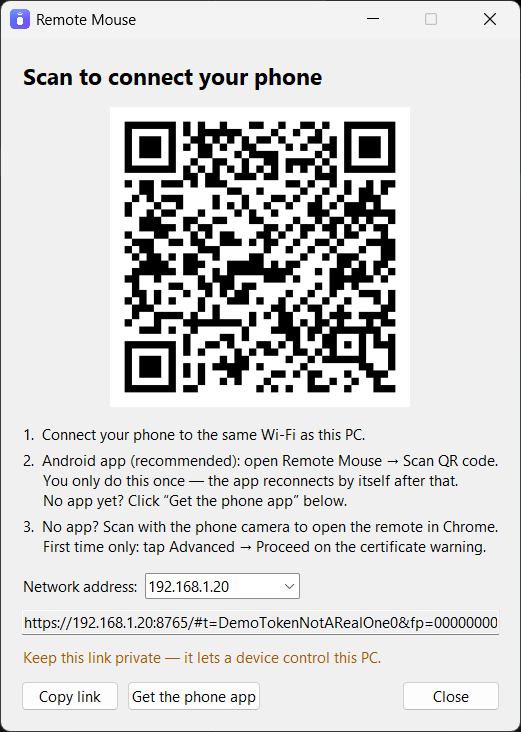 Remote Mouse
Scan to connect your phone
1. Connect your phone to the same Wi-Fi as this PC.
2. Android app (recommended): open Remote Mouse → Scan QR code.
You only do this once — the app reconnects by itself after that.
No app yet? Click “Get the phone app” below.
3. No app? Scan with the phone camera to open the remote in Chrome.
First time only: tap Advanced → Proceed on the certificate warning.
Network address: 192.168.1.20
https://192.168.1.20:8765/#t=DemoTokenNotARealOne0&fp=00000000
Keep this link private — it lets a device control this PC.
Copy link Get the phone app Close